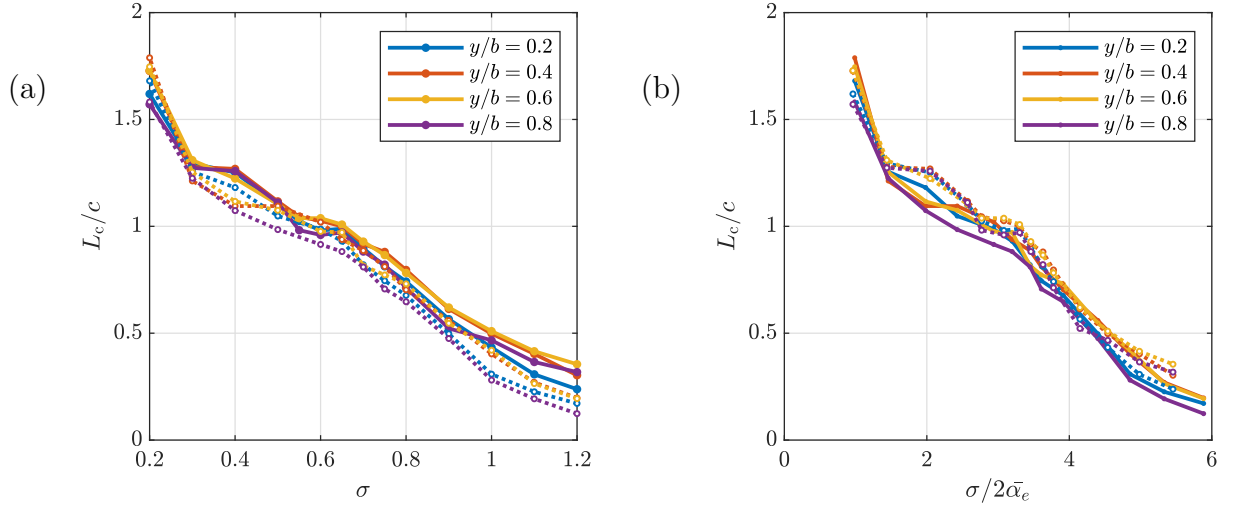 (a)
2
1.5
1
0.5
0
L_c/c
0.2 0.4 0.6 0.8 1 1.2
σ
y/b = 0.2
y/b = 0.4
y/b = 0.6
y/b = 0.8
(b)
2
1.5
1
0.5
0
L_c/c
0 2 4 6
σ/2ᾱ_e
y/b = 0.2
y/b = 0.4
y/b = 0.6
y/b = 0.8